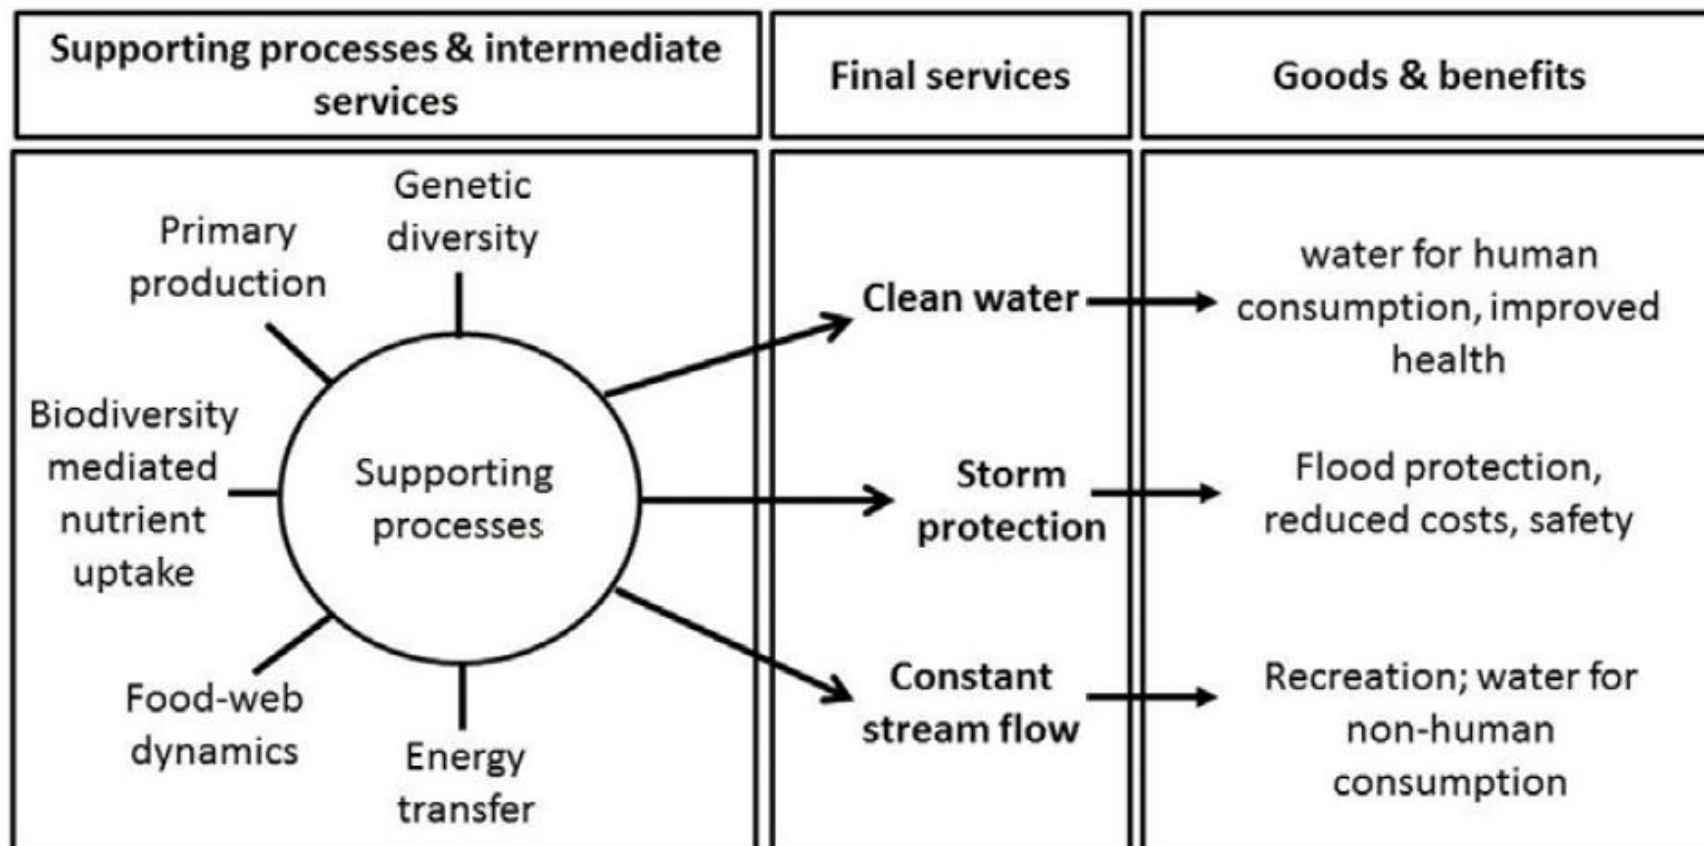 Supporting processes & intermediate
services
Final services
Goods & benefits
Genetic
diversity
Primary
production
Biodiversity
mediated
nutrient
uptake
Supporting
processes
Food-web
dynamics
Energy
transfer
Clean water
Storm
protection
Constant
stream flow
water for human
consumption, improved
health
Flood protection,
reduced costs, safety
Recreation; water for
non-human
consumption